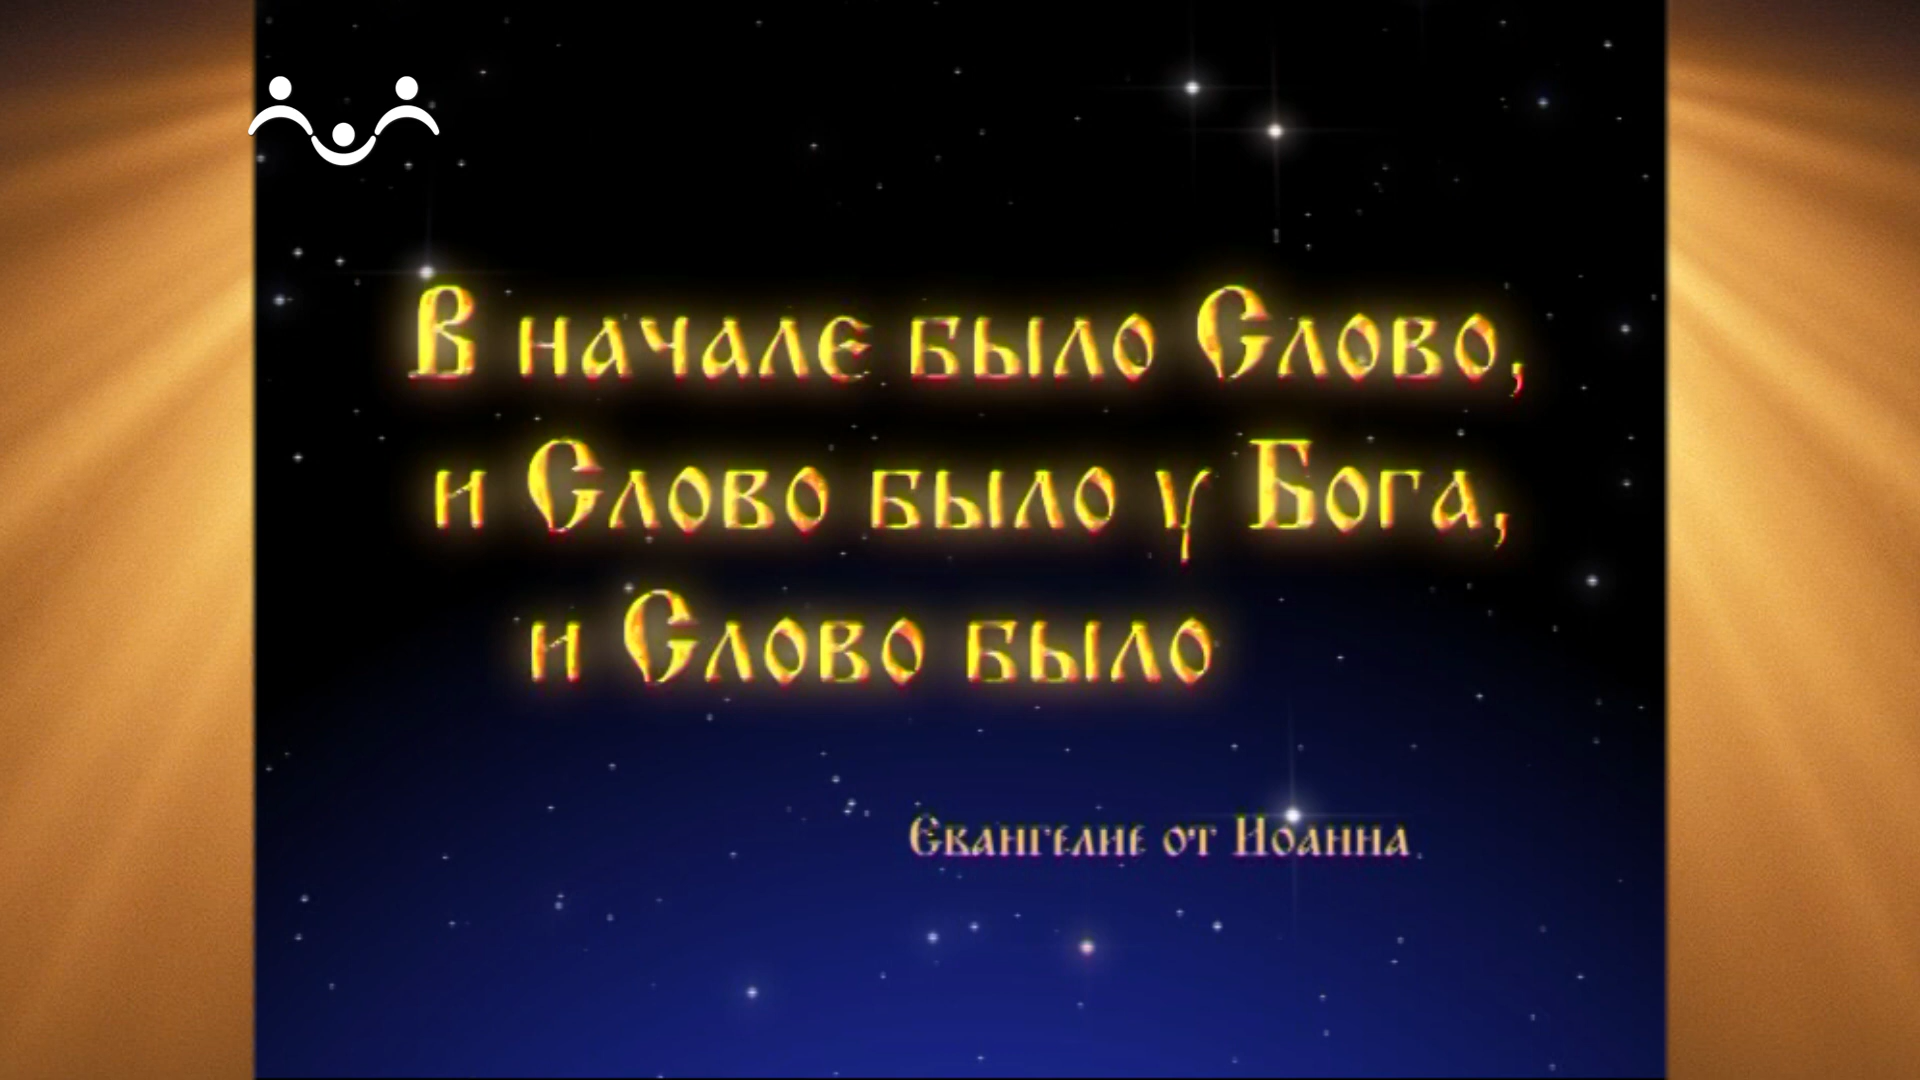 В начале было Слово,
и Слово было у Бога,
и Слово было
Евангелие от Иоанна